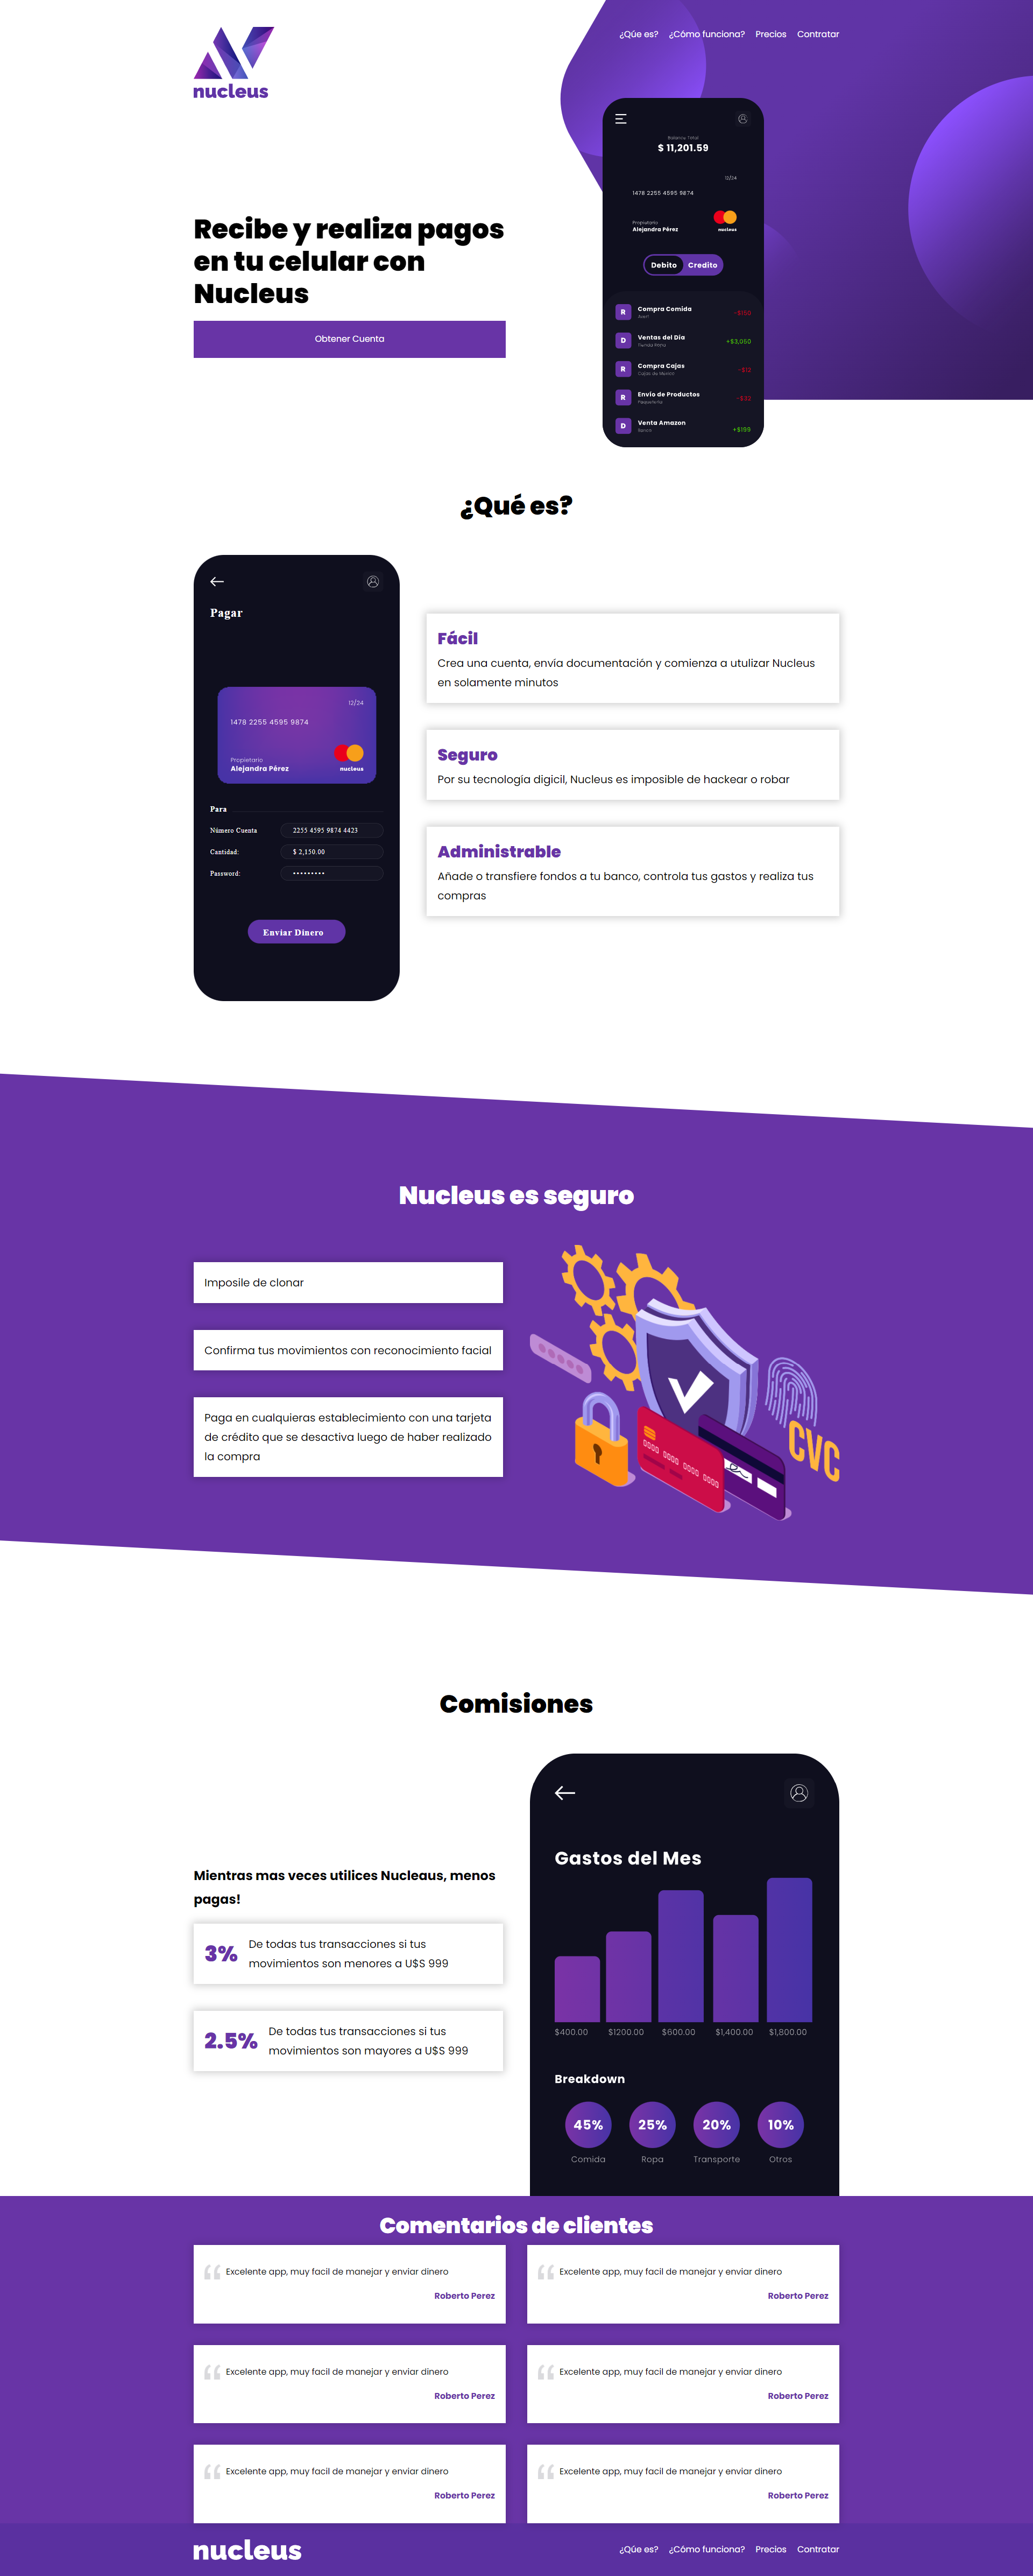 nucleus
¿Qúe es? ¿Cómo funciona? Precios Contratar
Recibe y realiza pagos
en tu celular con
Nucleus
Obtener Cuenta
Balance Total
$ 11,201.59
12/24
1478 2255 4595 9874
Propietario
Alejandra Pérez
nucleus
Debito Credito
R Compra Comida -$150
D Ventas del Día +$3,050
Tienda Retro
R Compra Cajas -$12
Cajas de México
R Envío de Productos -$32
Paquetería
D Venta Amazon +$199
Banco
¿Qué es?
Pagar
12/24
1478 2255 4595 9874
Propietario
Alejandra Pérez
nucleus
Para
Número Cuenta 2255 4595 9874 4423
Cantidad: $ 2,150.00
Password: •••••••••
Enviar Dinero
Fácil
Crea una cuenta, envía documentación y comienza a utulizar Nucleus
en solamente minutos
Seguro
Por su tecnología digicil, Nucleus es imposible de hackear o robar
Administrable
Añade o transfiere fondos a tu banco, controla tus gastos y realiza tus
compras
Nucleus es seguro
Imposile de clonar
Confirma tus movimientos con reconocimiento facial
Paga en cualquieras establecimiento con una tarjeta
de crédito que se desactiva luego de haber realizado
la compra
CVC
Comisiones
Mientras mas veces utilices Nucleaus, menos
pagas!
3%
De todas tus transacciones si tus
movimientos son menores a U$S 999
2.5%
De todas tus transacciones si tus
movimientos son mayores a U$S 999
Gastos del Mes
$400.00 $1200.00 $600.00 $1,400.00 $1,800.00
Breakdown
45% 25% 20% 10%
Comida Ropa Transporte Otros
Comentarios de clientes
“ Excelente app, muy facil de manejar y enviar dinero
Roberto Perez
“ Excelente app, muy facil de manejar y enviar dinero
Roberto Perez
“ Excelente app, muy facil de manejar y enviar dinero
Roberto Perez
“ Excelente app, muy facil de manejar y enviar dinero
Roberto Perez
“ Excelente app, muy facil de manejar y enviar dinero
Roberto Perez
“ Excelente app, muy facil de manejar y enviar dinero
Roberto Perez
nucleus
¿Qúe es? ¿Cómo funciona? Precios Contratar